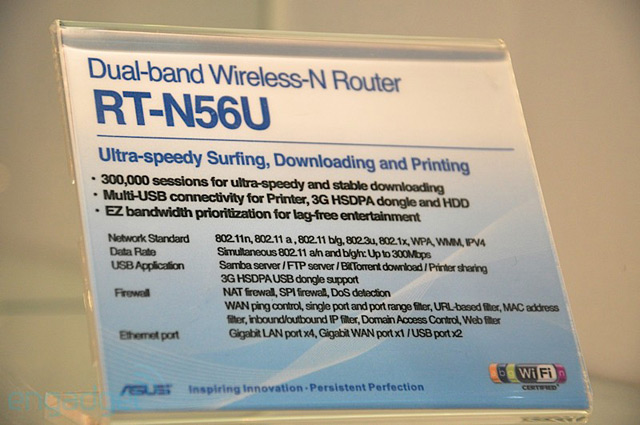 Dual-band Wireless-N Router
RT-N56U
Ultra-speedy Surfing, Downloading and Printing
· 300,000 sessions for ultra-speedy and stable downloading
· Multi-USB connectivity for Printer, 3G HSDPA dongle and HDD
· EZ bandwidth prioritization for lag-free entertainment
Network Standard 802.11n, 802.11 a , 802.11 b/g, 802.3u, 802.1x, WPA, WMM, IPV4
Data Rate Simultaneous 802.11 a/n and b/g/n: Up to 300Mbps
USB Application Samba server / FTP server / BitTorrent download / Printer sharing
3G HSDPA USB dongle support
Firewall NAT firewall, SPI firewall, DoS detection
WAN ping control, single port and port range filter, URL-based filter, MAC address
filter, inbound/outbound IP filter, Domain Access Control, Web filter
Ethernet port Gigabit LAN port x4, Gigabit WAN port x1 / USB port x2
ASUS Inspiring Innovation · Persistent Perfection
b g Wi Fi n
CERTIFIED
engadget